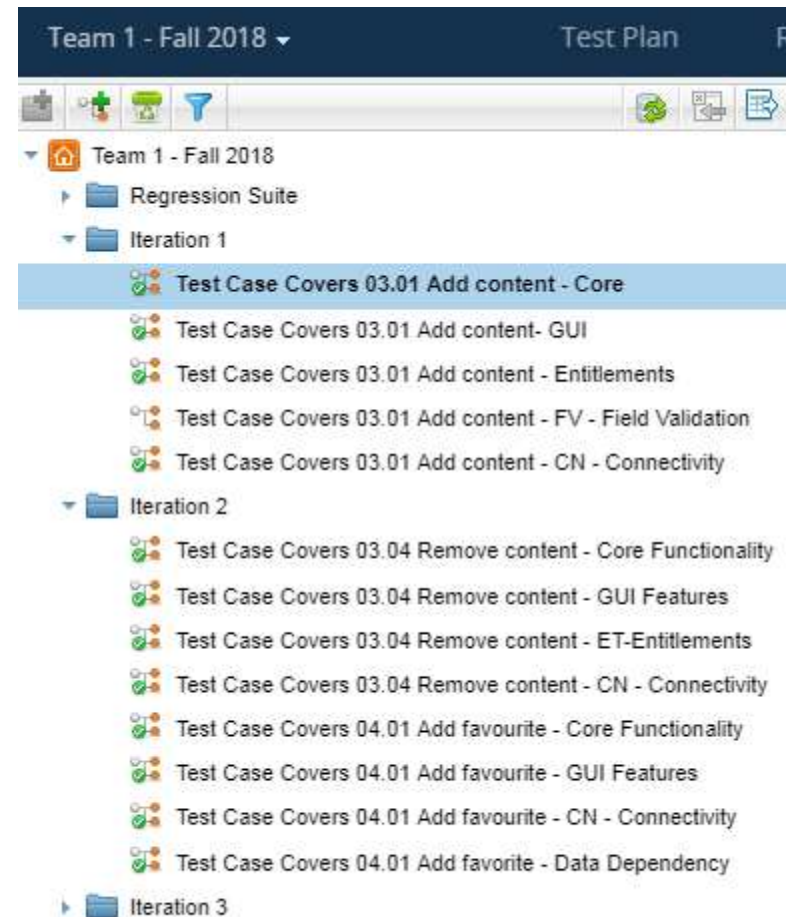 Team 1 - Fall 2018 Test Plan R
Team 1 - Fall 2018
Regression Suite
Iteration 1
Test Case Covers 03.01 Add content - Core
Test Case Covers 03.01 Add content- GUI
Test Case Covers 03.01 Add content - Entitlements
Test Case Covers 03.01 Add content - FV - Field Validation
Test Case Covers 03.01 Add content - CN - Connectivity
Iteration 2
Test Case Covers 03.04 Remove content - Core Functionality
Test Case Covers 03.04 Remove content - GUI Features
Test Case Covers 03.04 Remove content - ET-Entitlements
Test Case Covers 03.04 Remove content - CN - Connectivity
Test Case Covers 04.01 Add favourite - Core Functionality
Test Case Covers 04.01 Add favourite - GUI Features
Test Case Covers 04.01 Add favourite - CN - Connectivity
Test Case Covers 04.01 Add favorite - Data Dependency
Iteration 3